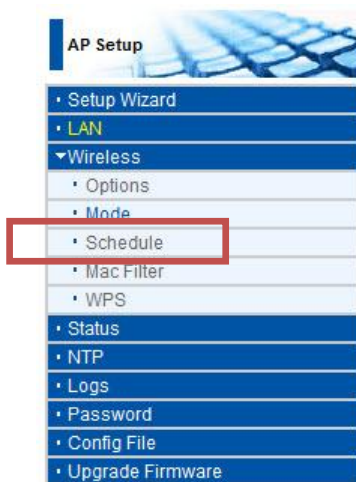 AP Setup
Setup Wizard
LAN
Wireless
Options
Mode
Schedule
Mac Filter
WPS
Status
NTP
Logs
Password
Config File
Upgrade Firmware